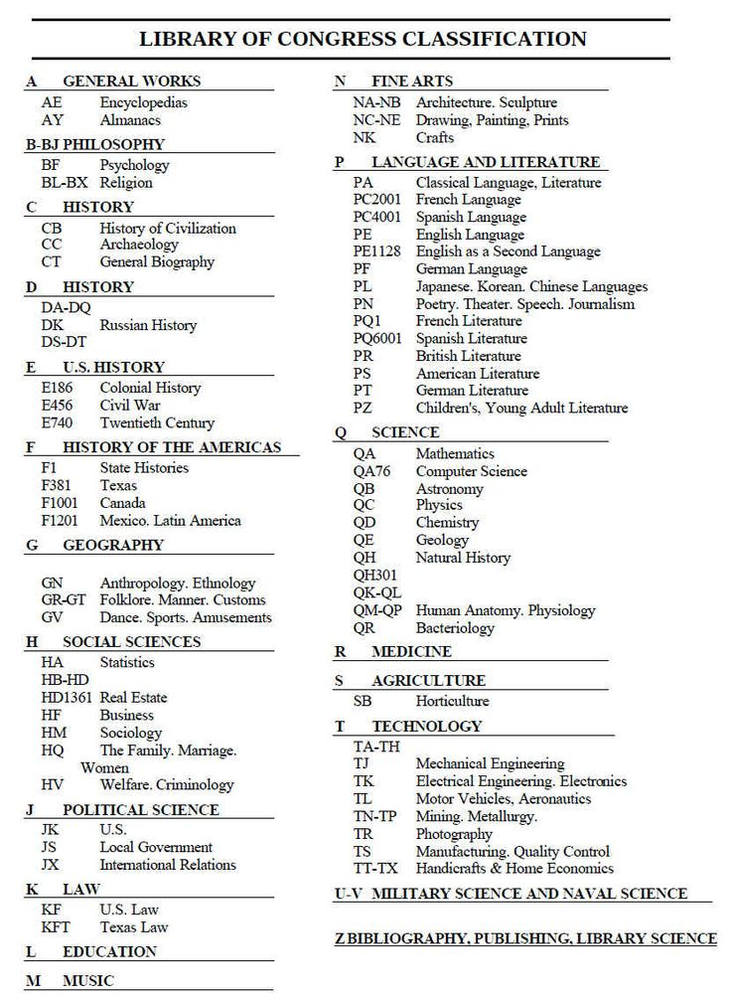 LIBRARY OF CONGRESS CLASSIFICATION
A GENERAL WORKS
AE Encyclopedias
AY Almanacs
B-BJ PHILOSOPHY
BF Psychology
BL-BX Religion
C HISTORY
CB History of Civilization
CC Archaeology
CT General Biography
D HISTORY
DA-DQ
DK Russian History
DS-DT
E U.S. HISTORY
E186 Colonial History
E456 Civil War
E740 Twentieth Century
F HISTORY OF THE AMERICAS
F1 State Histories
F381 Texas
F1001 Canada
F1201 Mexico. Latin America
G GEOGRAPHY
GN Anthropology. Ethnology
GR-GT Folklore. Manner. Customs
GV Dance. Sports. Amusements
H SOCIAL SCIENCES
HA Statistics
HB-HD
HD1361 Real Estate
HF Business
HM Sociology
HQ The Family. Marriage.
Women
HV Welfare. Criminology
J POLITICAL SCIENCE
JK U.S.
JS Local Government
JX International Relations
K LAW
KF U.S. Law
KFT Texas Law
L EDUCATION
M MUSIC
N FINE ARTS
NA-NB Architecture. Sculpture
NC-NE Drawing, Painting, Prints
NK Crafts
P LANGUAGE AND LITERATURE
PA Classical Language, Literature
PC2001 French Language
PC4001 Spanish Language
PE English Language
PE1128 English as a Second Language
PF German Language
PL Japanese. Korean. Chinese Languages
PN Poetry. Theater. Speech. Journalism
PQ1 French Literature
PQ6001 Spanish Literature
PR British Literature
PS American Literature
PT German Literature
PZ Children's, Young Adult Literature
Q SCIENCE
QA Mathematics
QA76 Computer Science
QB Astronomy
QC Physics
QD Chemistry
QE Geology
QH Natural History
QH301
QK-QL
QM-QP Human Anatomy. Physiology
QR Bacteriology
R MEDICINE
S AGRICULTURE
SB Horticulture
T TECHNOLOGY
TA-TH
TJ Mechanical Engineering
TK Electrical Engineering. Electronics
TL Motor Vehicles, Aeronautics
TN-TP Mining. Metallurgy.
TR Photography
TS Manufacturing. Quality Control
TT-TX Handicrafts & Home Economics
U-V MILITARY SCIENCE AND NAVAL SCIENCE
Z BIBLIOGRAPHY, PUBLISHING, LIBRARY SCIENCE